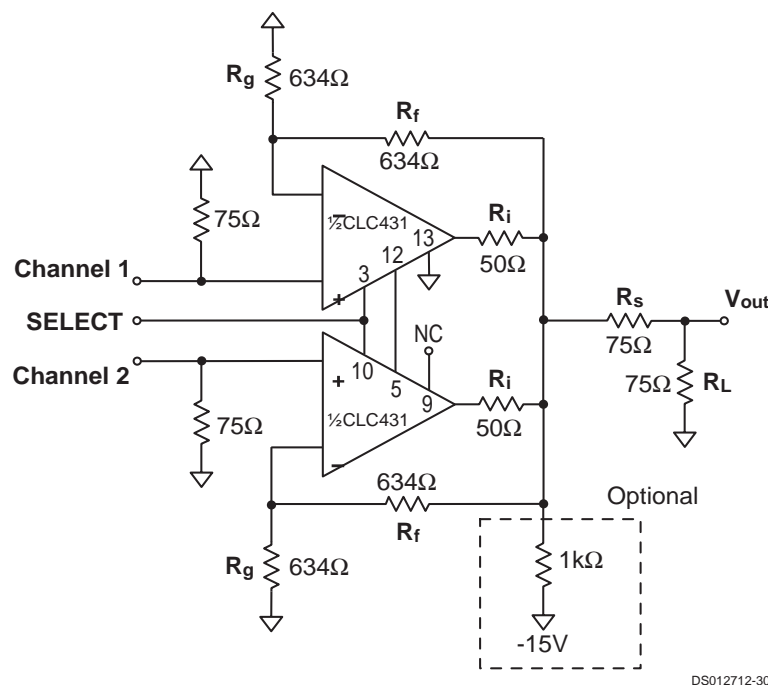 Rg 634Ω
Rf
634Ω
75Ω
½CLC431
Ri
50Ω
13
12
3
Channel 1
+
Rs
75Ω
Vout
SELECT
NC
75Ω RL
Channel 2
+
10
5
9
½CLC431
Ri
50Ω
75Ω
–
634Ω
Rf
Optional
Rg 634Ω
1kΩ
-15V
DS012712-30